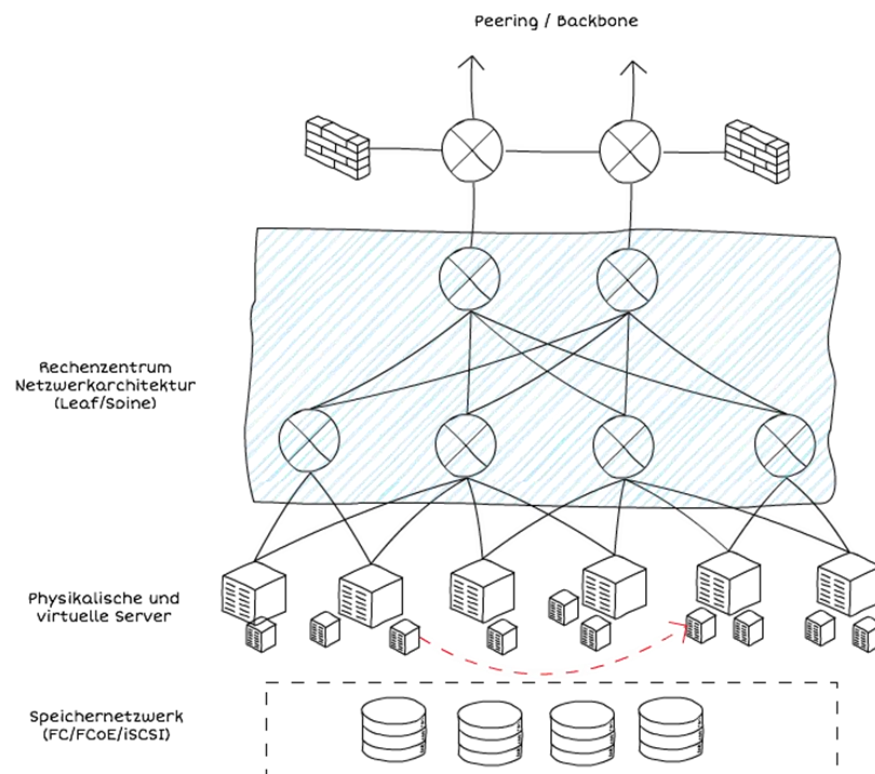 Peering / Backbone
Rechenzentrum
Netzwerkarchitektur
(Leaf/Spine)
Physikalische und
virtuelle Server
Speichernetzwerk
(FC/FCoE/iSCSI)